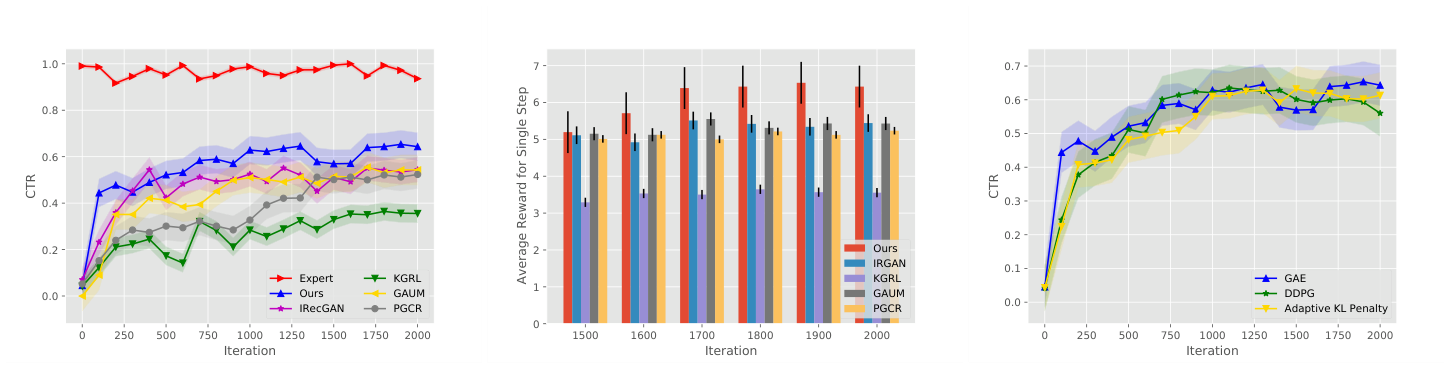 1.0
0.8
0.6
0.4
0.2
0.0
CTR
0 250 500 750 1000 1250 1500 1750 2000
Iteration
Expert
Ours
IRecGAN
KGRL
GAUM
PGCR
7
6
5
4
3
2
1
0
Average Reward for Single Step
1500 1600 1700 1800 1900 2000
Iteration
Ours
IRGAN
KGRL
GAUM
PGCR
0.7
0.6
0.5
0.4
0.3
0.2
0.1
0.0
CTR
0 250 500 750 1000 1250 1500 1750 2000
Iteration
GAE
DDPG
Adaptive KL Penalty